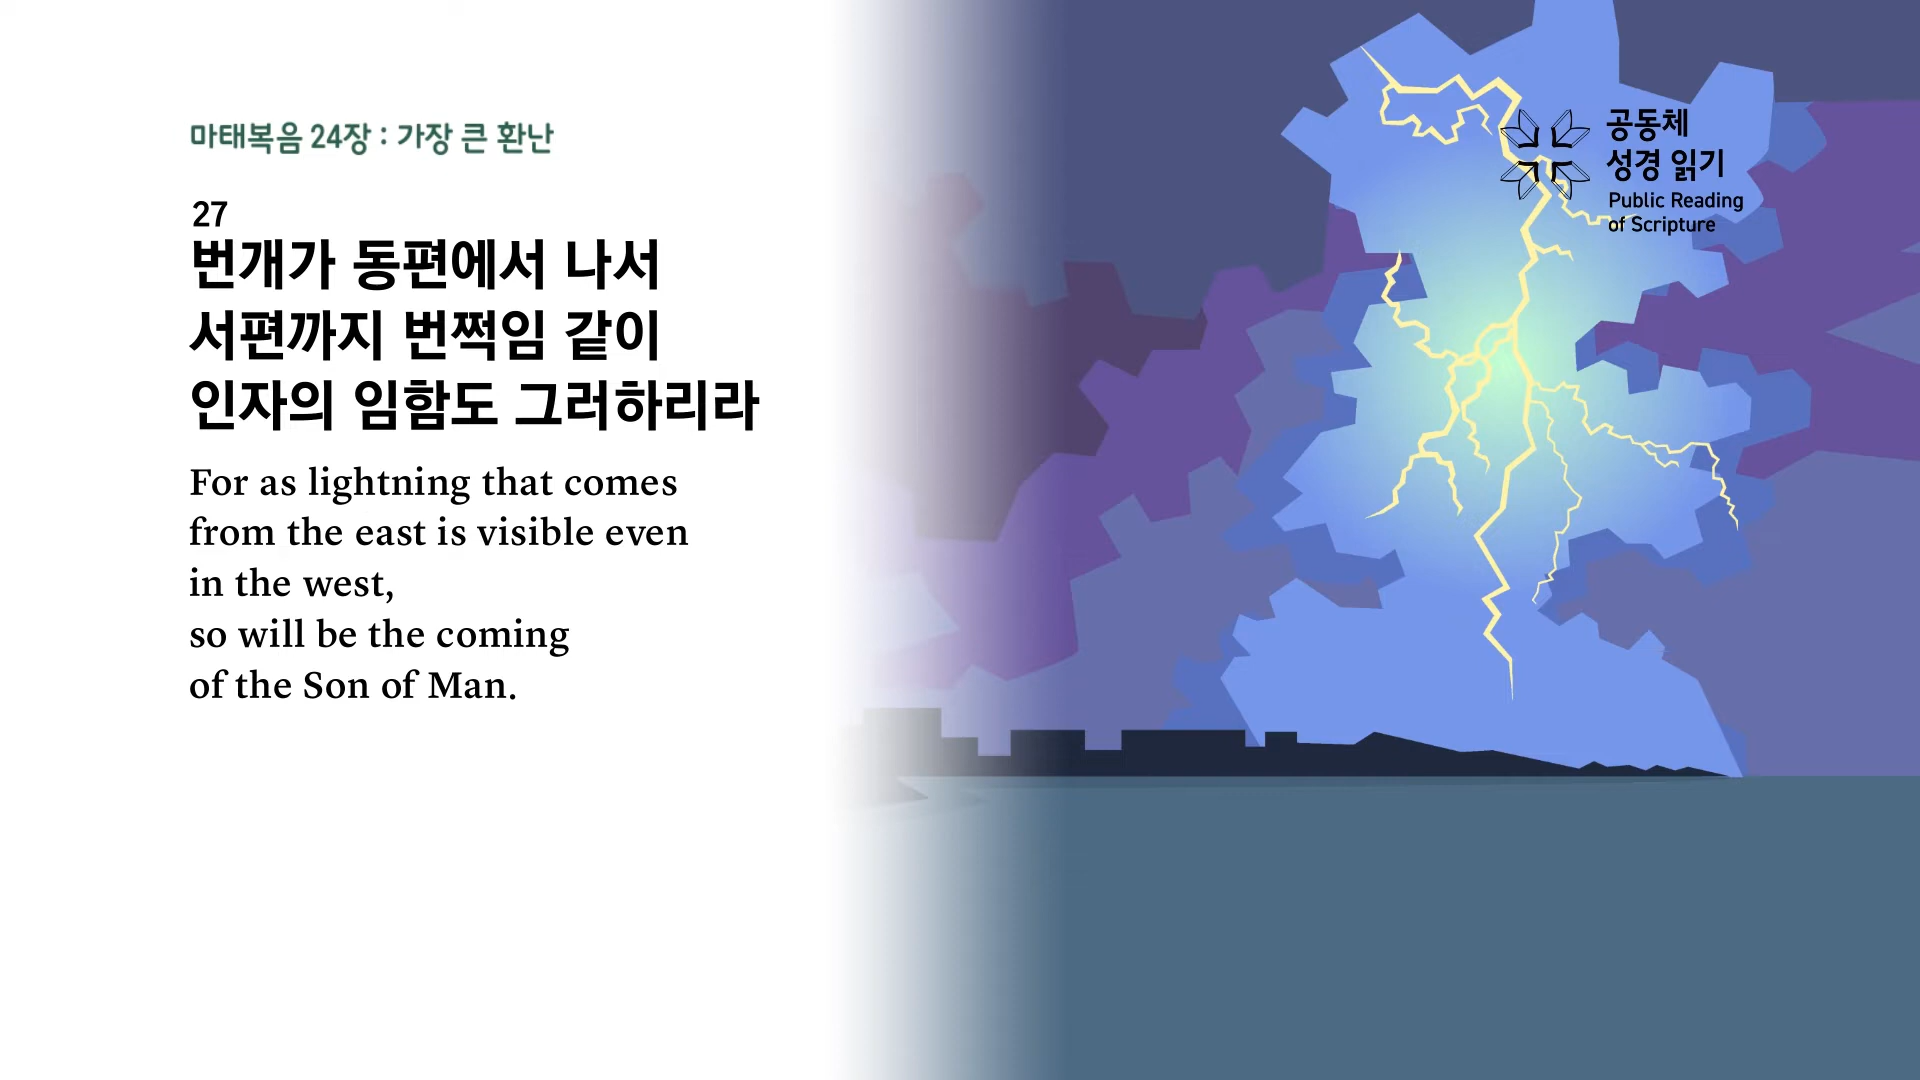 마태복음 24장 : 가장 큰 환난
27
번개가 동편에서 나서
서편까지 번쩍임 같이
인자의 임함도 그러하리라
For as lightning that comes
from the east is visible even
in the west,
so will be the coming
of the Son of Man.
공동체
성경 읽기
Public Reading
of Scripture